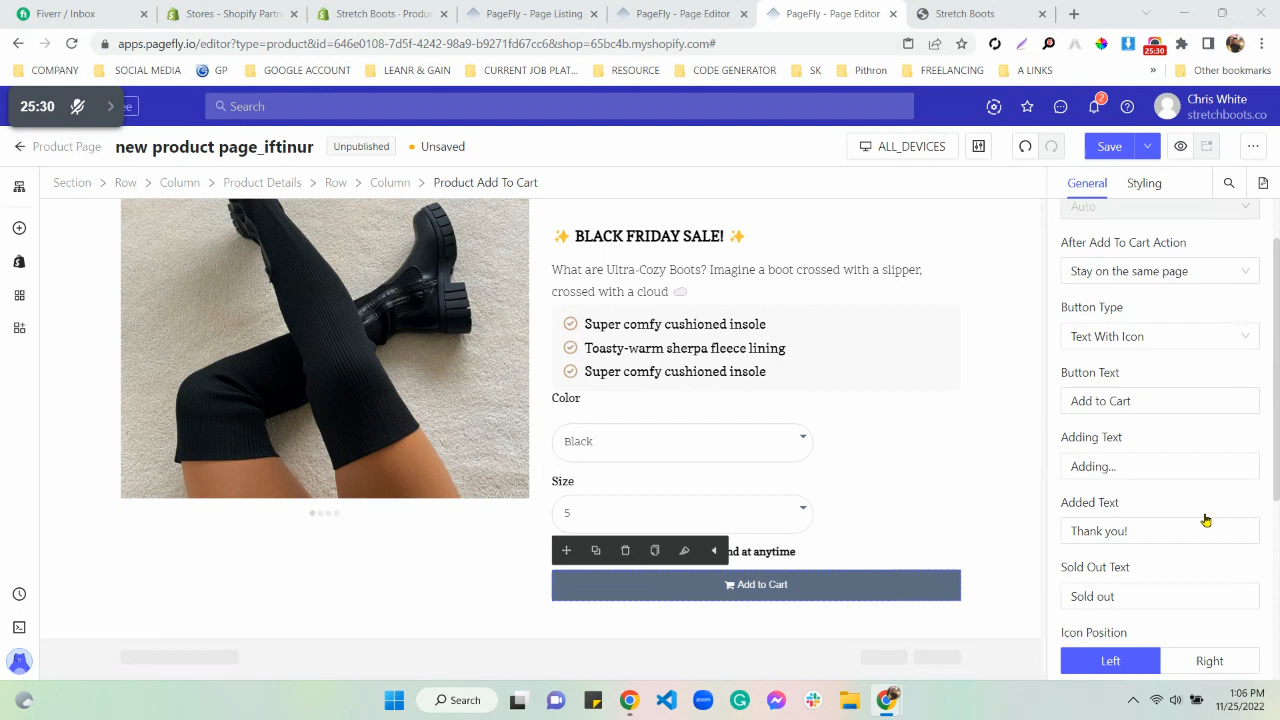 Fiverr / Inbox
Stores - Shopify Partn
Stretch Boots · Produ
PageFly - Page Listing
PageFly - Page Editor
PageFly - Page Editor
Stretch Boots
apps.pagefly.io/editor?type=product&id=646e0108-7d5f-4242-98a9-b9271fd67cc6&shop=65bc4b.myshopify.com#
25:30
COMPANY
SOCIAL MEDIA
GP
GOOGLE ACCOUNT
LEANR & GAIN
CURRENT JOB PLAT...
RESOURCE
CODE GENERATOR
SK
Pithron
FREELANCING
A LINKS
»
Other bookmarks
25:30
Search
2
Chris White
stretchboots.co
Product Page
new product page_iftinur
Unpublished
Unsaved
ALL_DEVICES
Save
Section > Row > Column > Product Details > Row > Column > Product Add To Cart
General
Styling
✨ BLACK FRIDAY SALE! ✨
What are Ultra-Cozy Boots? Imagine a boot crossed with a slipper,
crossed with a cloud ☁️
Super comfy cushioned insole
Toasty-warm sherpa fleece lining
Super comfy cushioned insole
Color
Black
Size
5
nd at anytime
Add to Cart
Auto
After Add To Cart Action
Stay on the same page
Button Type
Text With Icon
Button Text
Add to Cart
Adding Text
Adding...
Added Text
Thank you!
Sold Out Text
Sold out
Icon Position
Left
Right
Search
1:06 PM
11/25/2022